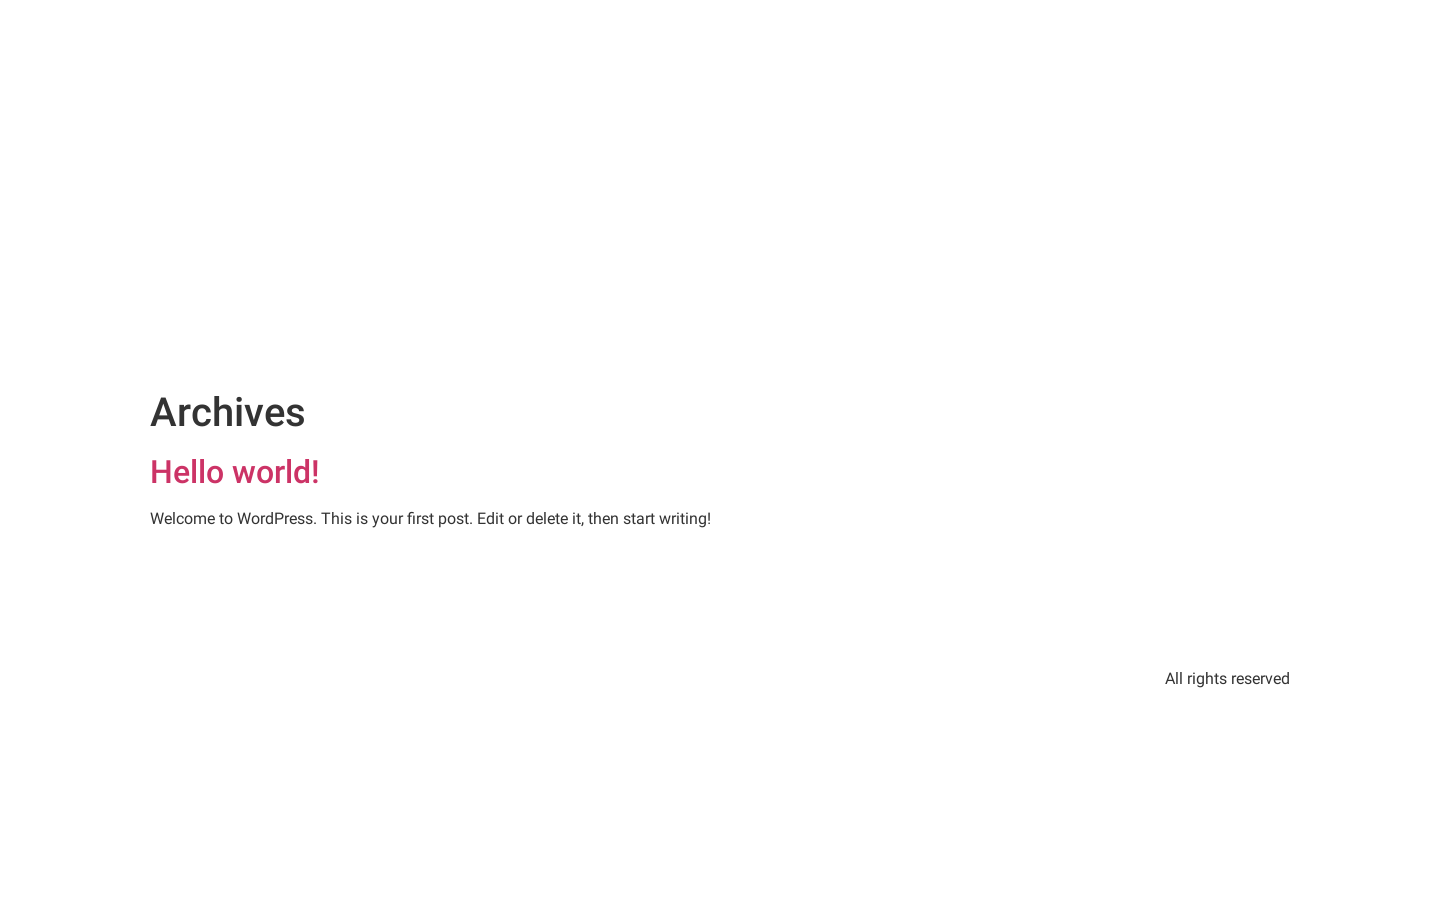 Archives
Hello world!
Welcome to WordPress. This is your first post. Edit or delete it, then start writing!
All rights reserved